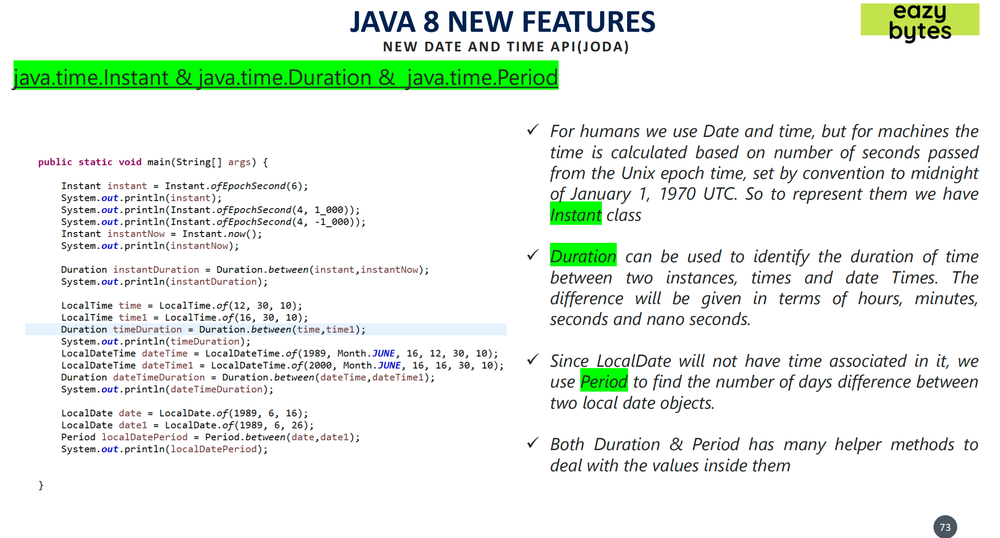 JAVA 8 NEW FEATURES
eazy
bytes
NEW DATE AND TIME API(JODA)
java.time.Instant & java.time.Duration & java.time.Period
public static void main(String[] args) {
Instant instant = Instant.ofEpochSecond(6);
System.out.println(instant);
System.out.println(Instant.ofEpochSecond(4, 1_000));
System.out.println(Instant.ofEpochSecond(4, -1_000));
Instant instantNow = Instant.now();
System.out.println(instantNow);
Duration instantDuration = Duration.between(instant,instantNow);
System.out.println(instantDuration);
LocalTime time = LocalTime.of(12, 30, 10);
LocalTime time1 = LocalTime.of(16, 30, 10);
Duration timeDuration = Duration.between(time,time1);
System.out.println(timeDuration);
LocalDateTime dateTime = LocalDateTime.of(1989, Month.JUNE, 16, 12, 30, 10);
LocalDateTime dateTime1 = LocalDateTime.of(2000, Month.JUNE, 16, 16, 30, 10);
Duration dateTimeDuration = Duration.between(dateTime,dateTime1);
System.out.println(dateTimeDuration);
LocalDate date = LocalDate.of(1989, 6, 16);
LocalDate date1 = LocalDate.of(1989, 6, 26);
Period localDatePeriod = Period.between(date,date1);
System.out.println(localDatePeriod);
}
✓ For humans we use Date and time, but for machines the
time is calculated based on number of seconds passed
from the Unix epoch time, set by convention to midnight
of January 1, 1970 UTC. So to represent them we have
Instant class
✓ Duration can be used to identify the duration of time
between two instances, times and date Times. The
difference will be given in terms of hours, minutes,
seconds and nano seconds.
✓ Since LocalDate will not have time associated in it, we
use Period to find the number of days difference between
two local date objects.
✓ Both Duration & Period has many helper methods to
deal with the values inside them
73